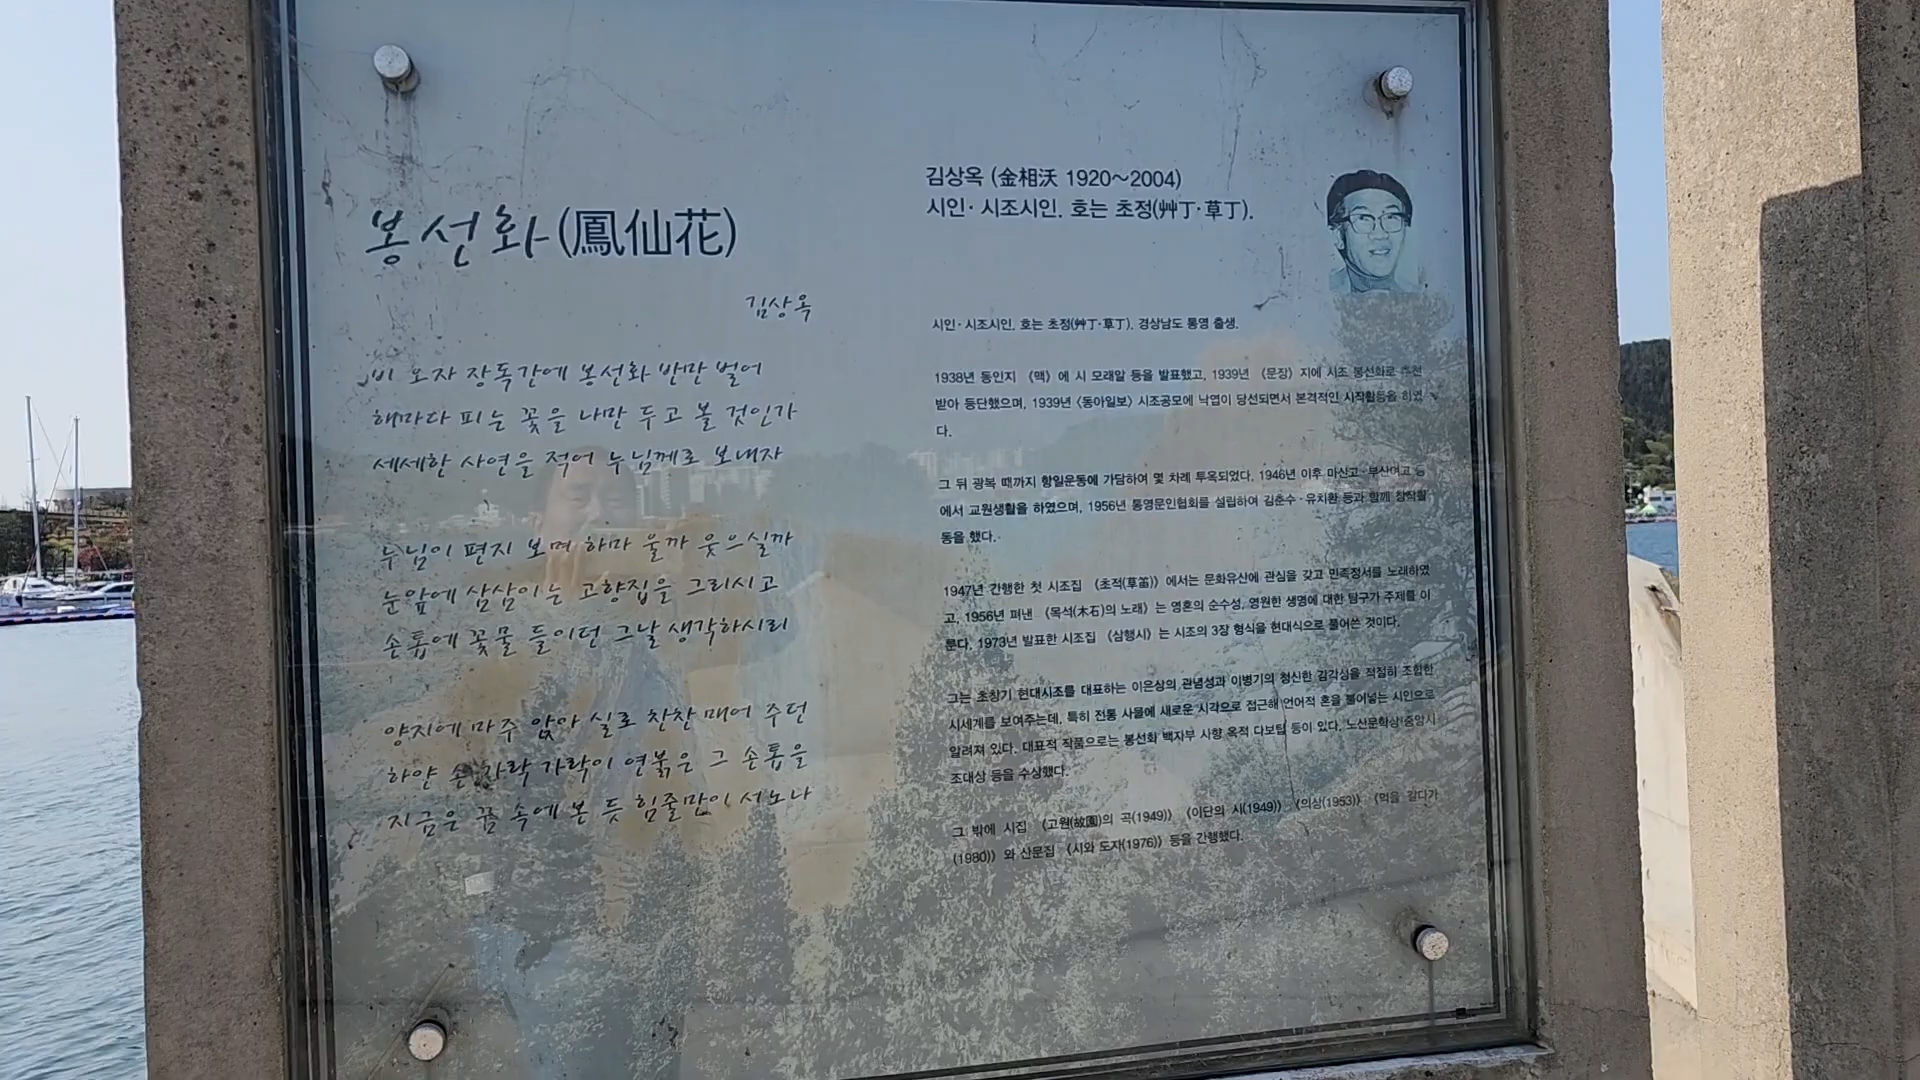 봉선화(鳳仙花)
김상옥
비 오자 장독간에 봉선화 반만 벌어
해마다 피는 꽃을 나만 두고 볼 것인가
세세한 사연을 적어 누님께로 보내자
누님이 편지 보며 하마 울까 웃으실까
눈앞에 삼삼이는 고향집을 그리시고
손톱에 꽃물 들이던 그날 생각하시리
양지에 마주 앉아 실로 찬찬 매어 주던
하얀 손 가락 가락이 연붉은 그 손톱을
지금은 꿈 속에 본 듯 힘줄만이 서노나
김상옥 (金相沃 1920~2004)
시인· 시조시인. 호는 초정(艸丁·草丁).
시인· 시조시인. 호는 초정(艸丁·草丁). 경상남도 통영 출생.
1938년 동인지 《맥》에 시 모래알 등을 발표했고, 1939년 《문장》지에 시조 봉선화로 추천
받아 등단했으며, 1939년 〈동아일보〉 시조공모에 낙엽이 당선되면서 본격적인 시작활동을 하였
다.
그 뒤 광복 때까지 항일운동에 가담하여 몇 차례 투옥되었다. 1946년 이후 마산고·부산여고 등
에서 교원생활을 하였으며, 1956년 통영문인협회를 설립하여 김춘수·유치환 등과 함께 창작활
동을 했다.
1947년 간행한 첫 시조집 《초적(草笛)》에서는 문화유산에 관심을 갖고 민족정서를 노래하였
고, 1956년 펴낸 《목석(木石)의 노래》는 영혼의 순수성, 영원한 생명에 대한 탐구가 주제를 이
룬다. 1973년 발표한 시조집 《삼행시》는 시조의 3장 형식을 현대식으로 풀어쓴 것이다.
그는 초창기 현대시조를 대표하는 이은상의 관념성과 이병기의 청신한 감각성을 적절히 조합한
시세계를 보여주는데, 특히 전통 사물에 새로운 시각으로 접근해 언어적 혼을 불어넣는 시인으로
알려져 있다. 대표적 작품으로는 봉선화 백자부 사향 옥적 다보탑 등이 있다. 노산문학상·중앙시
조대상 등을 수상했다.
그 밖에 시집 《고원(故園)의 곡(1949)》 《이단의 시(1949)》 《의상(1953)》 《먹을 갈다가
(1980)》와 산문집 《시와 도자(1976)》 등을 간행했다.